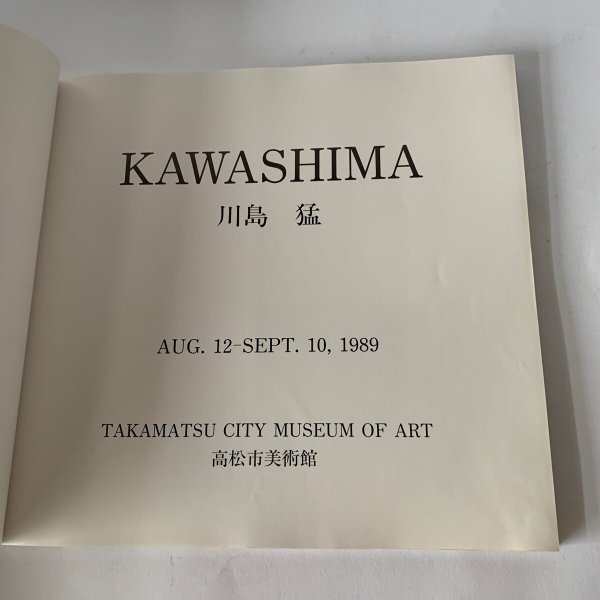 KAWASHIMA
川島 猛
AUG. 12-SEPT. 10, 1989
TAKAMATSU CITY MUSEUM OF ART
高松市美術館